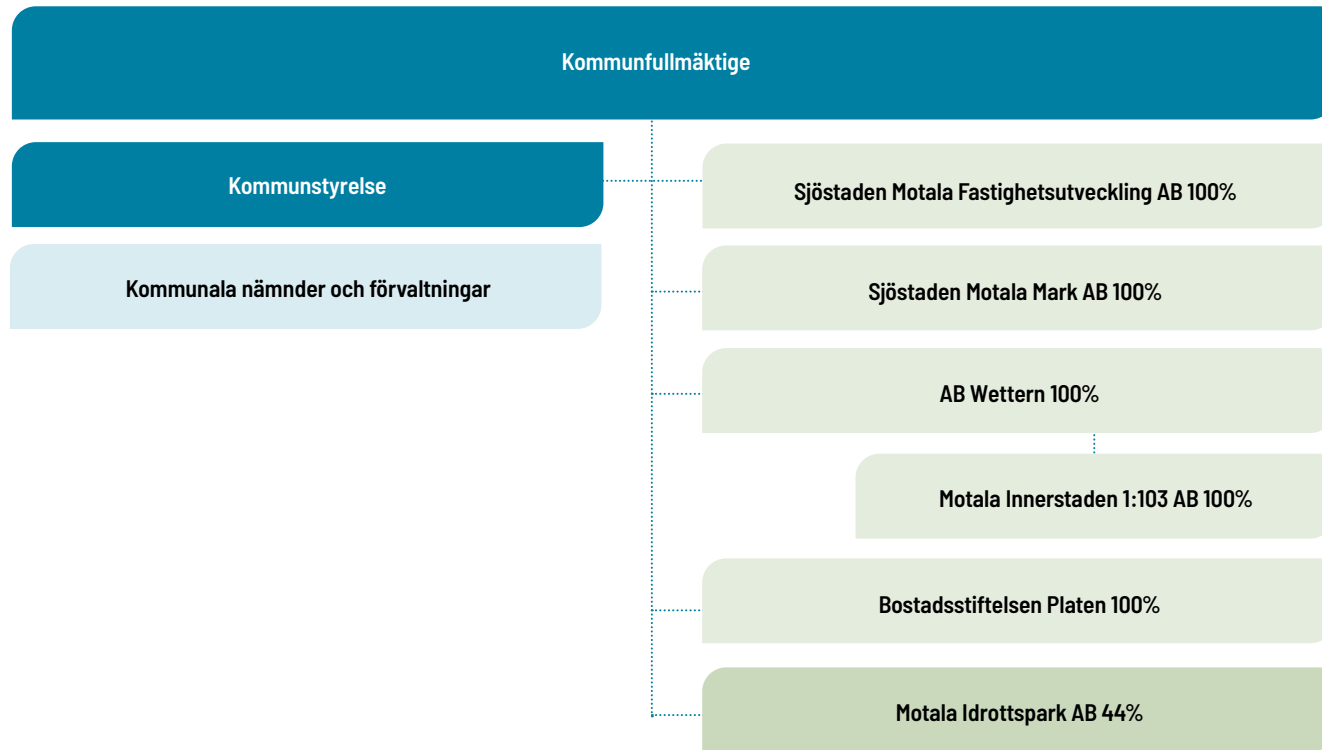 Kommunfullmäktige
Kommunstyrelse
Kommunala nämnder och förvaltningar
Sjöstaden Motala Fastighetsutveckling AB 100%
Sjöstaden Motala Mark AB 100%
AB Wettern 100%
Motala Innerstaden 1:103 AB 100%
Bostadsstiftelsen Platen 100%
Motala Idrottspark AB 44%